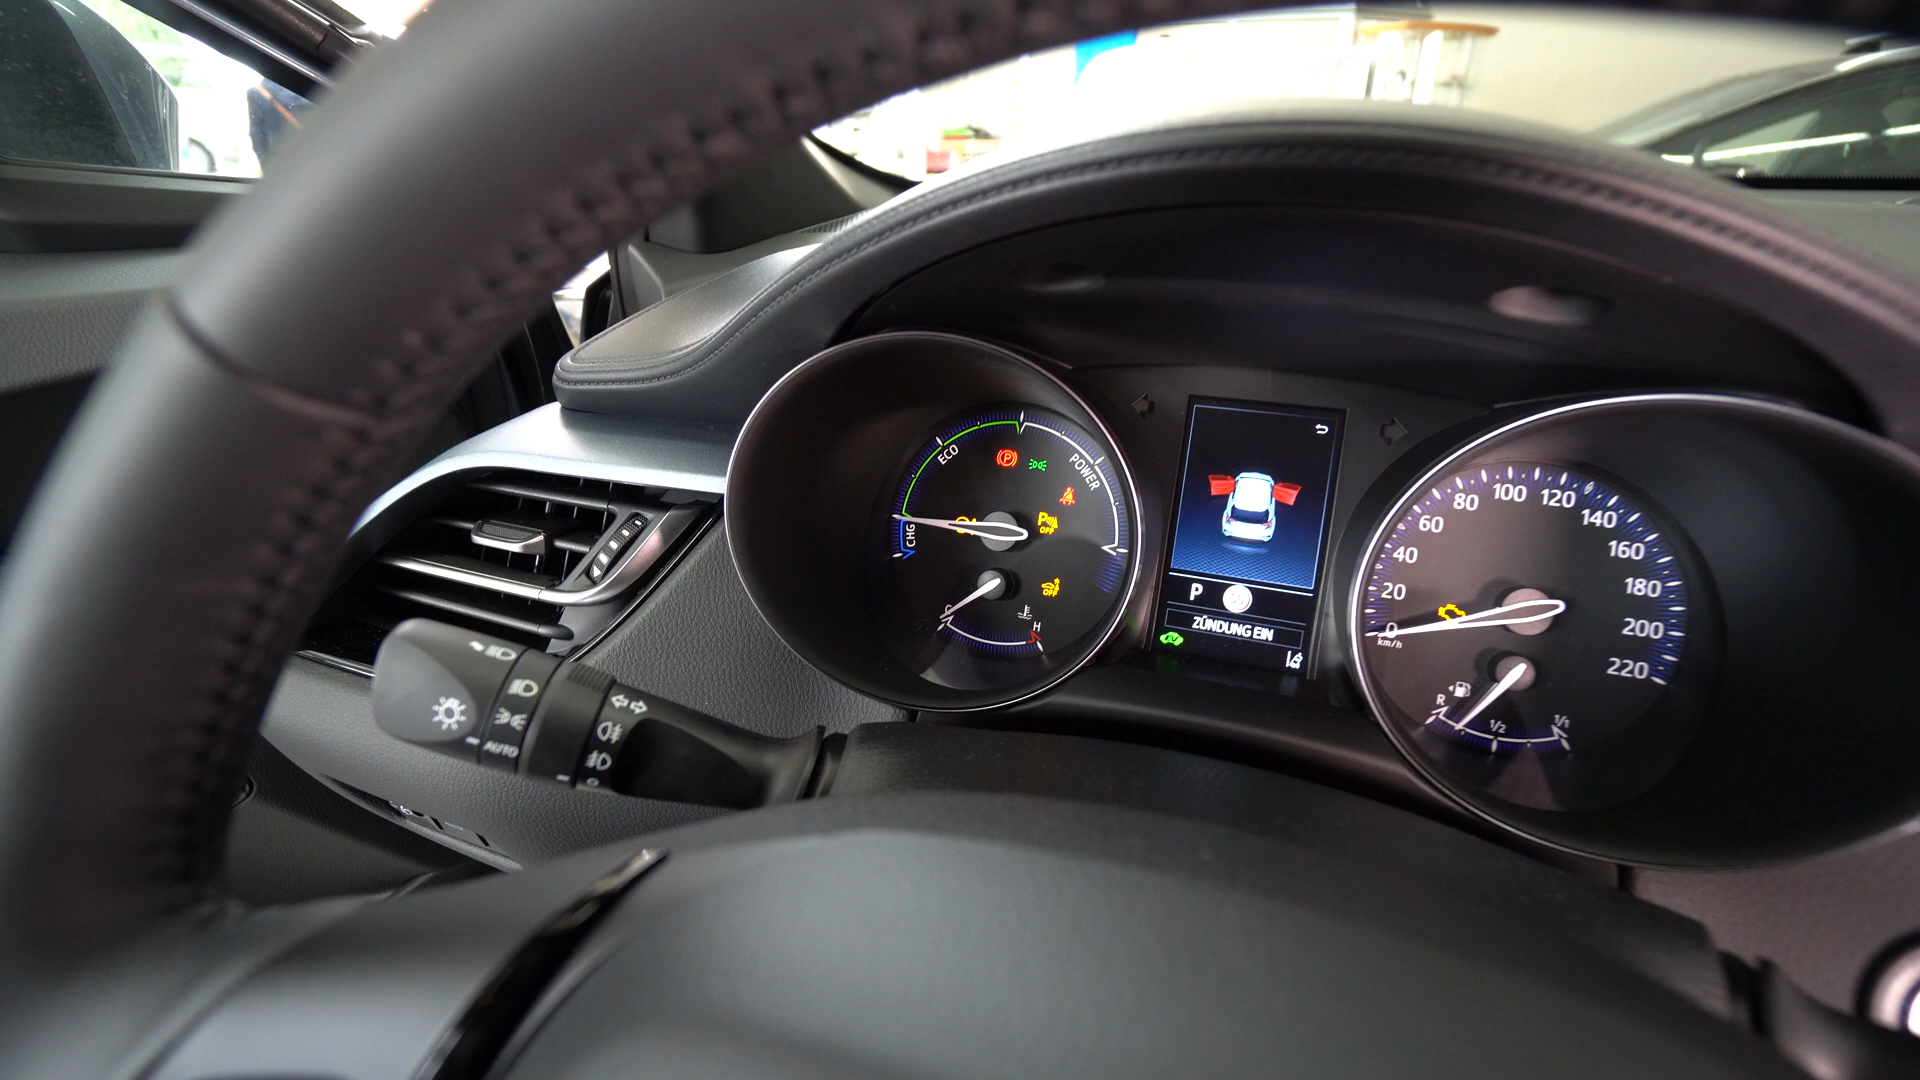 ECO
POWER
CHG
P
P
OFF
OFF
C
H
P
ZÜNDUNG EIN
0
20
40
60
80
100
120
140
160
180
200
220
km/h
R
1/2
1/1
AUTO